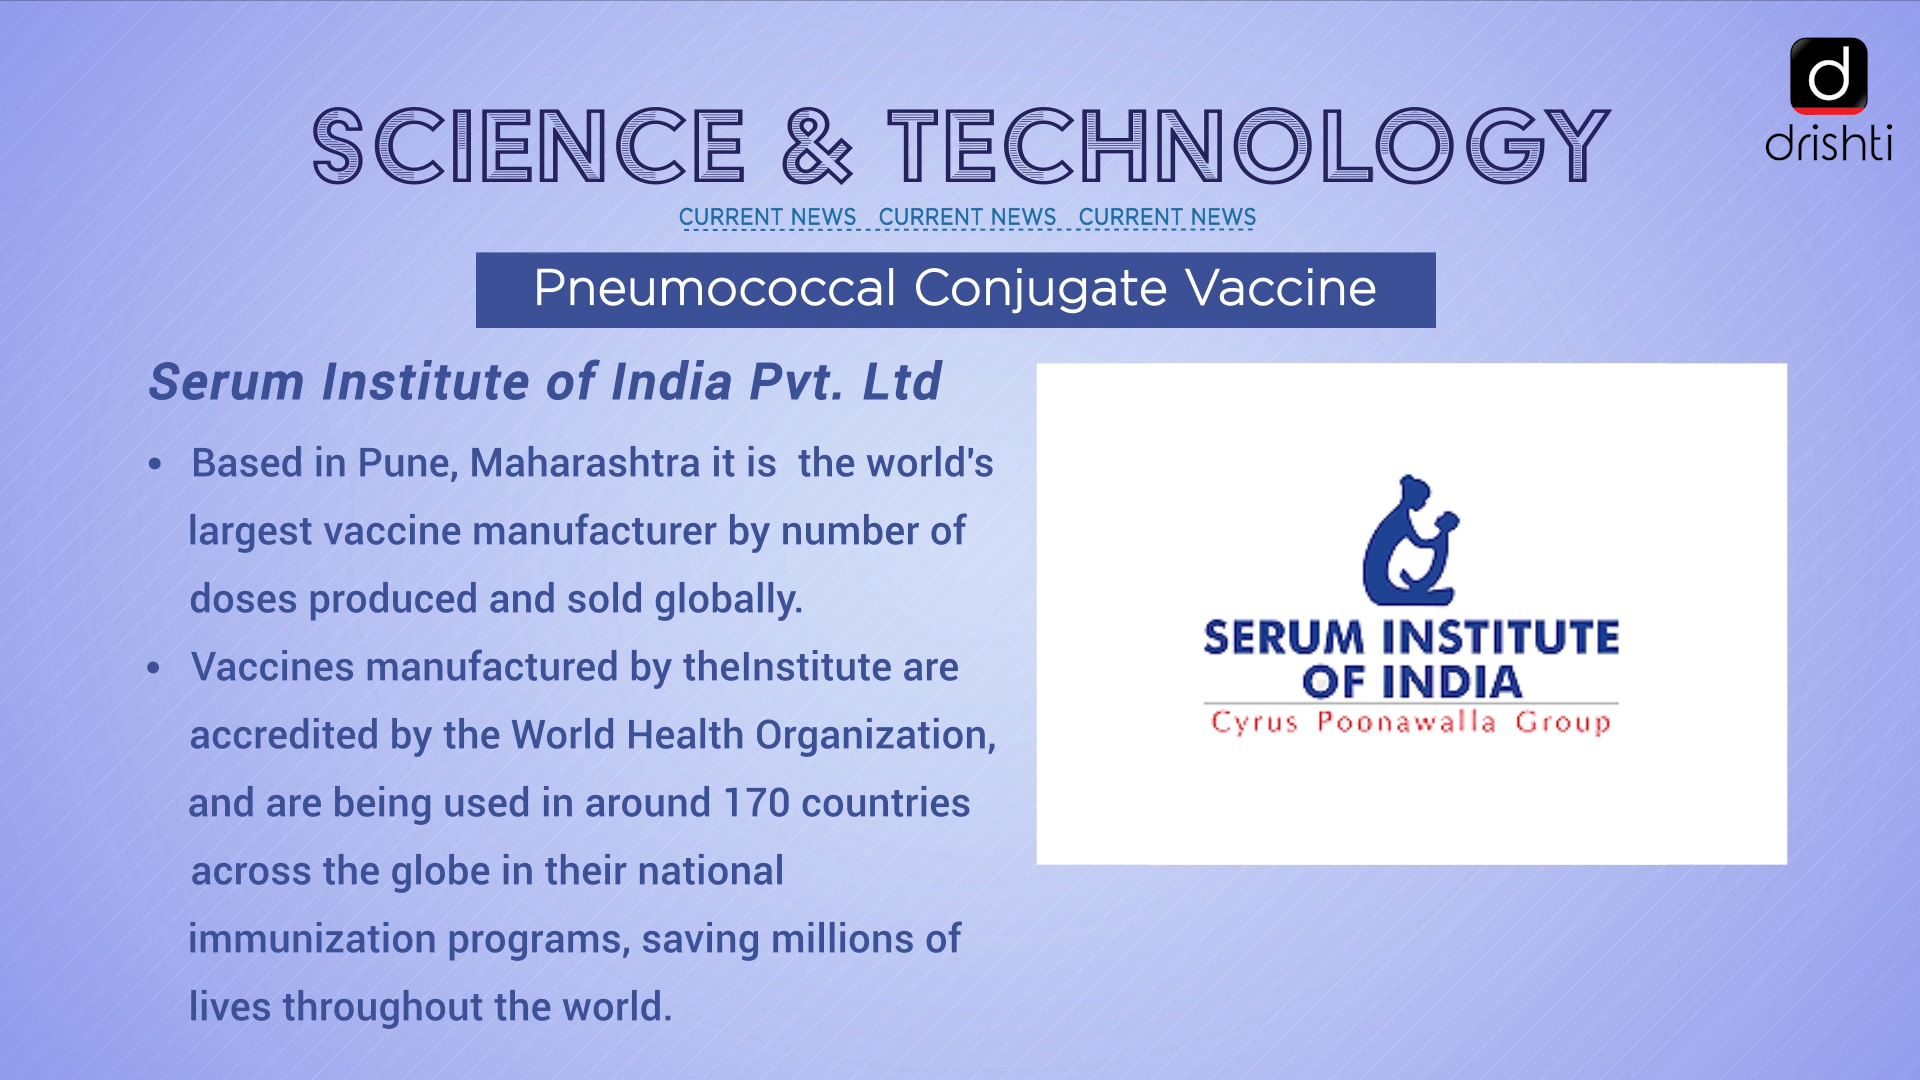 d
drishti
SCIENCE & TECHNOLOGY
CURRENT NEWS CURRENT NEWS CURRENT NEWS
Pneumococcal Conjugate Vaccine
Serum Institute of India Pvt. Ltd
• Based in Pune, Maharashtra it is the world's
largest vaccine manufacturer by number of
doses produced and sold globally.
• Vaccines manufactured by theInstitute are
accredited by the World Health Organization,
and are being used in around 170 countries
across the globe in their national
immunization programs, saving millions of
lives throughout the world.
SERUM INSTITUTE
OF INDIA
Cyrus Poonawalla Group